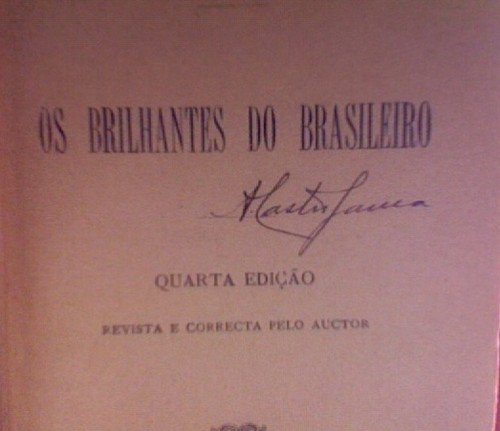 OS BRILHANTES DO BRASILEIRO
QUARTA EDIÇÃO
REVISTA E CORRECTA PELO AUCTOR